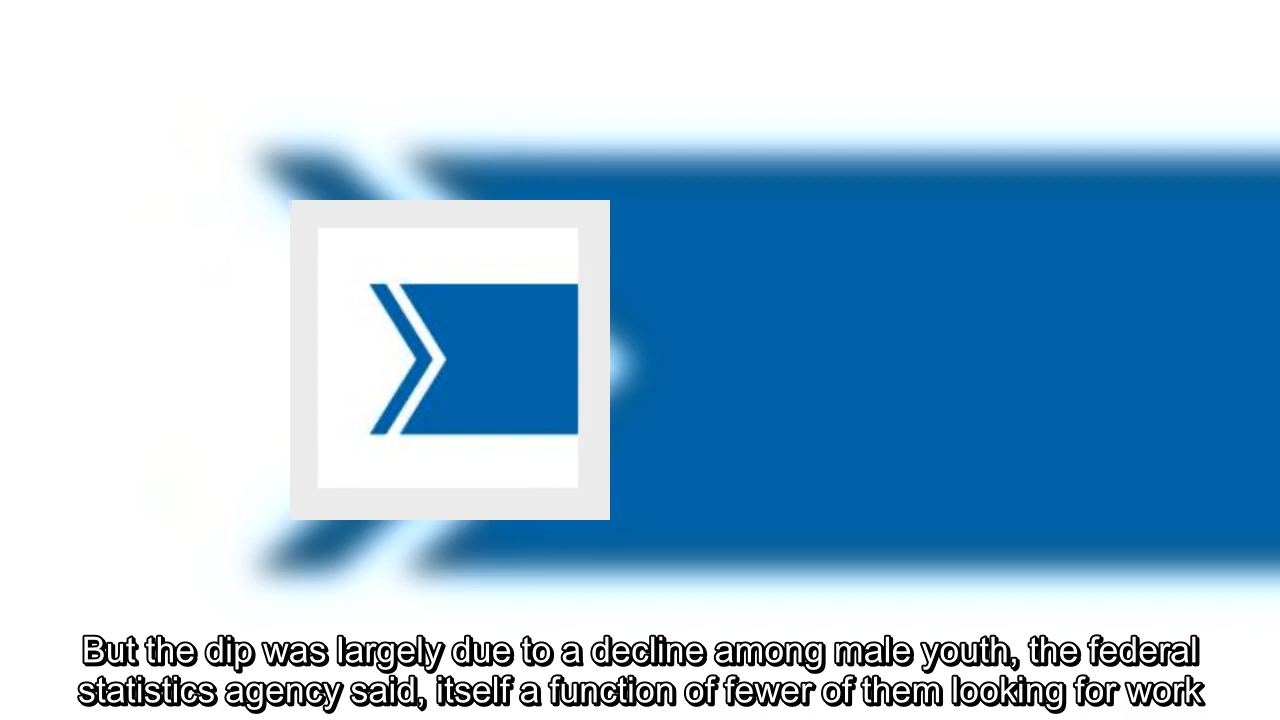 But the dip was largely due to a decline among male youth, the federal
statistics agency said, itself a function of fewer of them looking for work